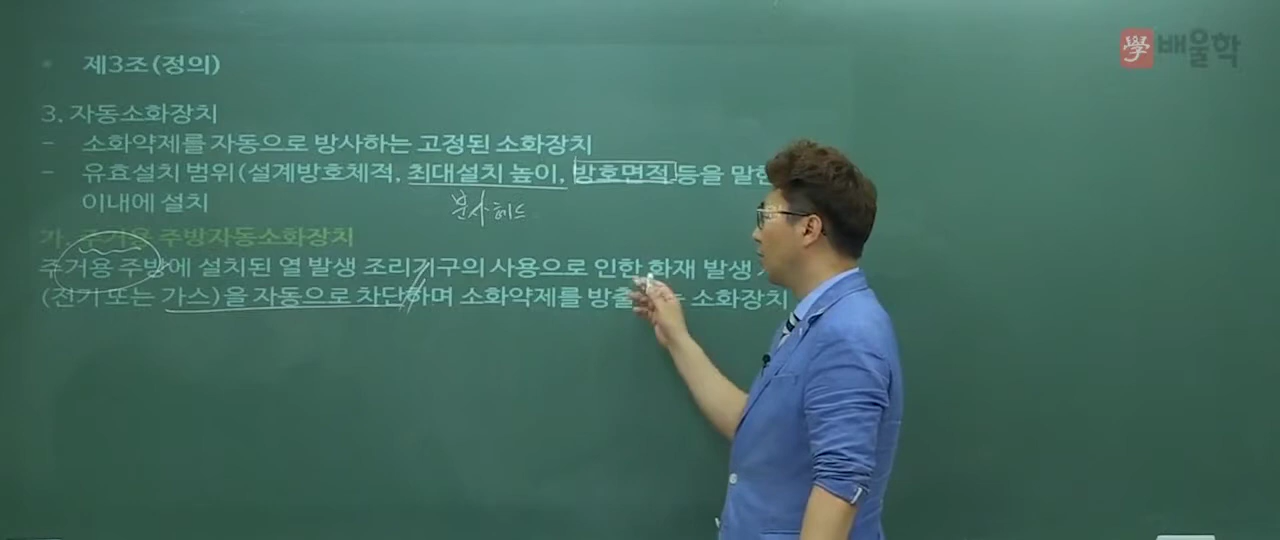 學 배울학
제3조(정의)
3. 자동소화장치
- 소화약제를 자동으로 방사하는 고정된 소화장치
- 유효설치 범위(설계방호체적, 최대설치 높이, 방호면적 등을 말한
이내에 설치
분사헤드
가. 주거용 주방자동소화장치
주거용 주방에 설치된 열 발생 조리기구의 사용으로 인한 화재 발생
(전기 또는 가스)을 자동으로 차단하며 소화약제를 방출 는 소화장치